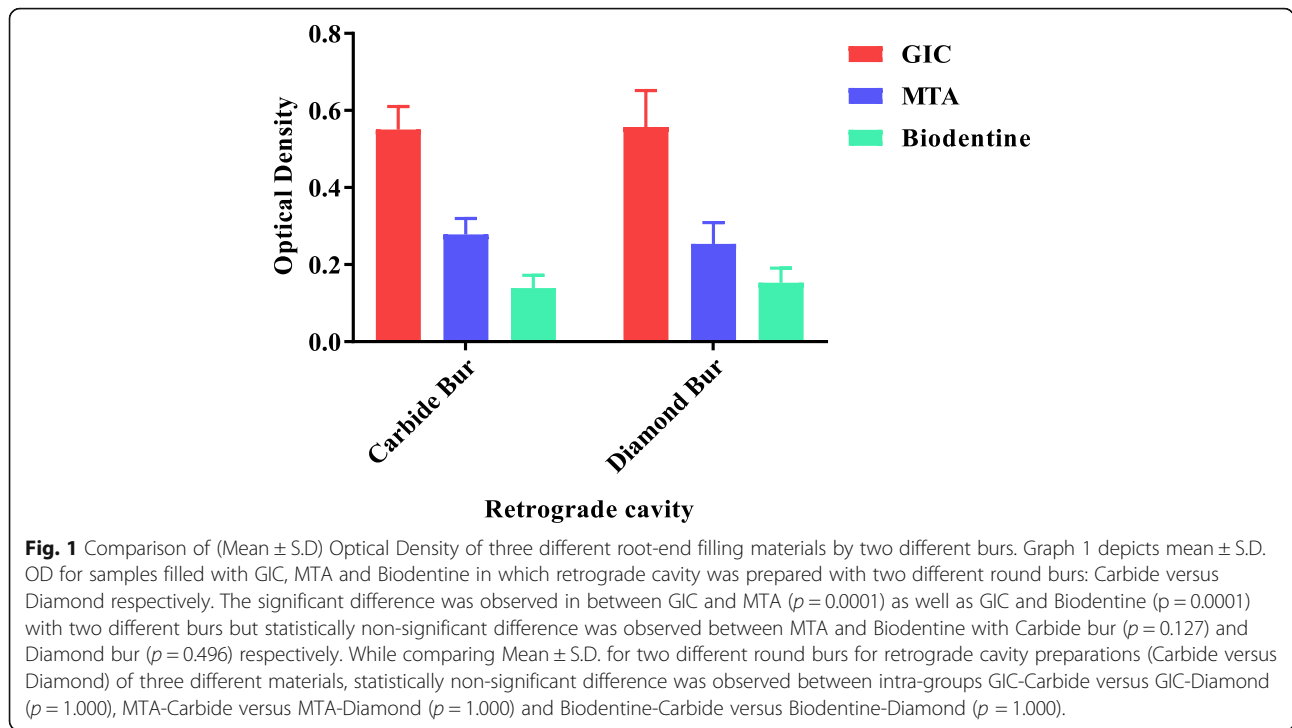 0.8
0.6
0.4
0.2
0.0
Optical Density
GIC
MTA
Biodentine
Carbide Bur
Diamond Bur
Retrograde cavity
Fig. 1 Comparison of (Mean ± S.D) Optical Density of three different root-end filling materials by two different burs. Graph 1 depicts mean ± S.D.
OD for samples filled with GIC, MTA and Biodentine in which retrograde cavity was prepared with two different round burs: Carbide versus
Diamond respectively. The significant difference was observed in between GIC and MTA (p = 0.0001) as well as GIC and Biodentine (p = 0.0001)
with two different burs but statistically non-significant difference was observed between MTA and Biodentine with Carbide bur (p = 0.127) and
Diamond bur (p = 0.496) respectively. While comparing Mean ± S.D. for two different round burs for retrograde cavity preparations (Carbide versus
Diamond) of three different materials, statistically non-significant difference was observed between intra-groups GIC-Carbide versus GIC-Diamond
(p = 1.000), MTA-Carbide versus MTA-Diamond (p = 1.000) and Biodentine-Carbide versus Biodentine-Diamond (p = 1.000).